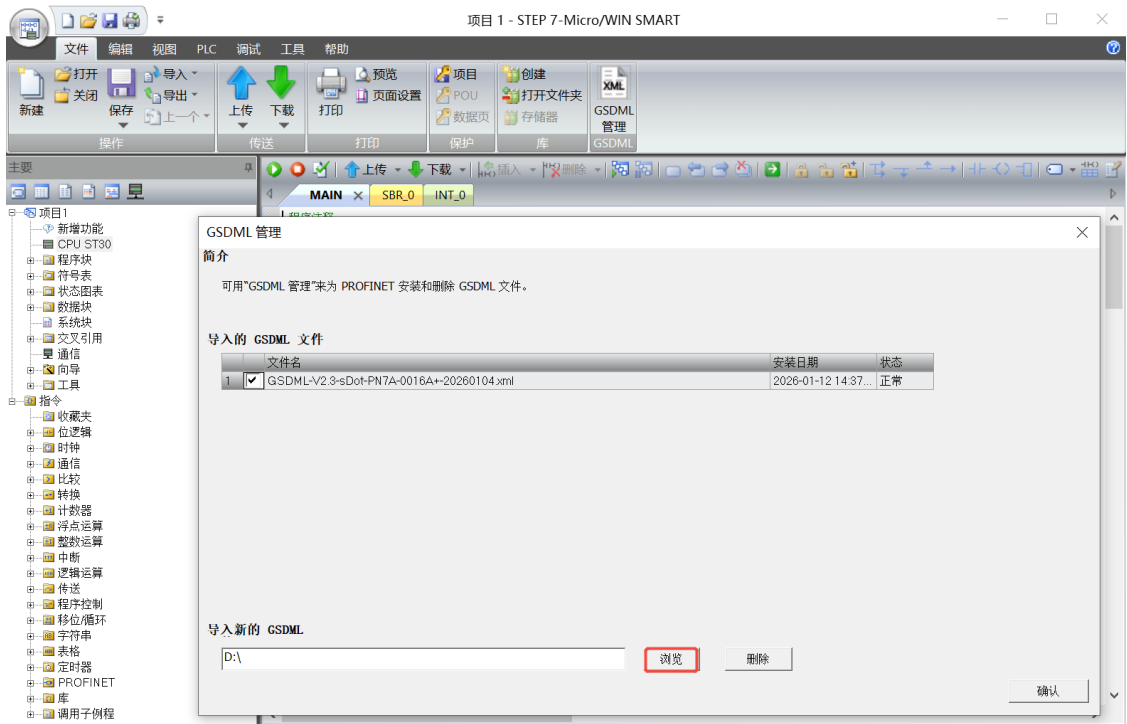 项目 1 - STEP 7-Micro/WIN SMART
文件 编辑 视图 PLC 调试 工具 帮助
新建 打开 关闭 保存 导入 导出 上一个
操作
上传 下载
传送
打印 预览 页面设置
打印
项目 POU 数据页
保护
创建 打开文件夹 存储器
库
XML GSDML 管理
GSDML
主要
上传 下载 插入 删除
MAIN SBR_0 INT_0
程序注释
项目1
新增功能
CPU ST30
程序块
符号表
状态图表
数据块
系统块
交叉引用
通信
向导
工具
指令
收藏夹
位逻辑
时钟
通信
比较
转换
计数器
浮点运算
整数运算
中断
逻辑运算
传送
程序控制
移位/循环
字符串
表格
定时器
PROFINET
库
调用子例程
GSDML 管理
简介
可用"GSDML 管理"来为 PROFINET 安装和删除 GSDML 文件。
导入的 GSDML 文件
文件名 安装日期 状态
1 GSDML-V2.3-sDot-PN7A-0016A+-20260104.xml 2026-01-12 14:37... 正常
导入新的 GSDML
D:\ 浏览 删除
确认